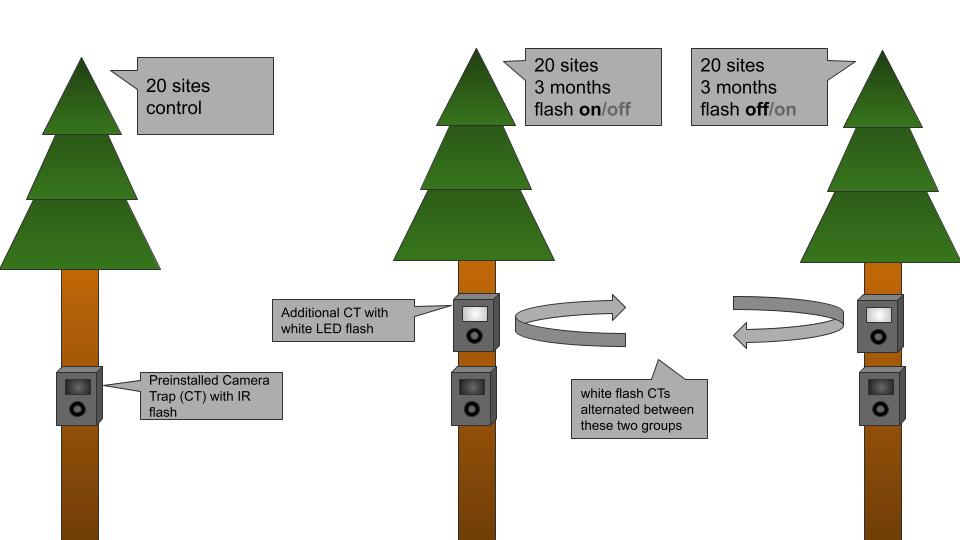 20 sites
control
20 sites
3 months
flash on/off
20 sites
3 months
flash off/on
Additional CT with
white LED flash
Preinstalled Camera
Trap (CT) with IR
flash
white flash CTs
alternated between
these two groups